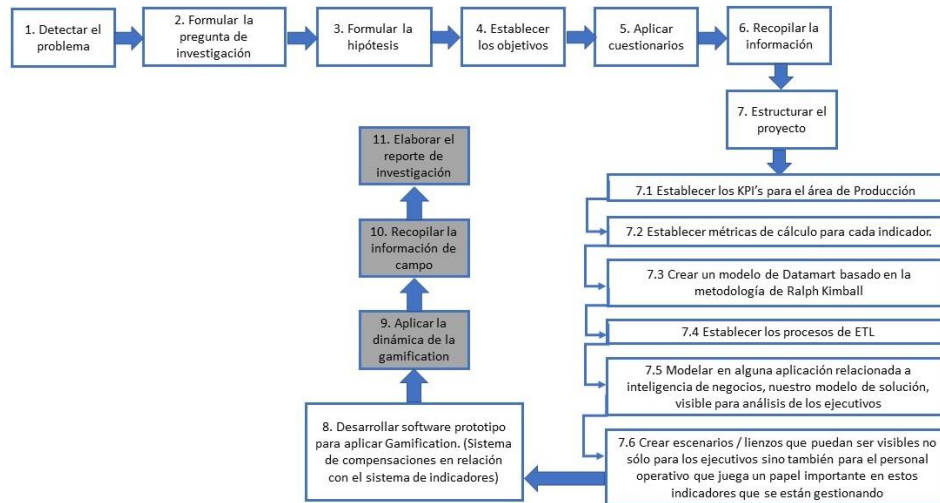 1. Detectar el
problema
2. Formular la
pregunta de
investigación
3. Formular la
hipótesis
4. Establecer
los objetivos
5. Aplicar
cuestionarios
6. Recopilar la
información
7. Estructurar el
proyecto
7.1 Establecer los KPI's para el área de Producción
7.2 Establecer métricas de cálculo para cada indicador.
7.3 Crear un modelo de Datamart basado en la
metodología de Ralph Kimball
7.4 Establecer los procesos de ETL
7.5 Modelar en alguna aplicación relacionada a
inteligencia de negocios, nuestro modelo de solución,
visible para análisis de los ejecutivos
7.6 Crear escenarios / lienzos que puedan ser visibles no
sólo para los ejecutivos sino también para el personal
operativo que juega un papel importante en estos
indicadores que se están gestionando
8. Desarrollar software prototipo
para aplicar Gamification. (Sistema
de compensaciones en relación
con el sistema de indicadores)
9. Aplicar la
dinámica de la
gamification
10. Recopilar la
información de
campo
11. Elaborar el
reporte de
investigación